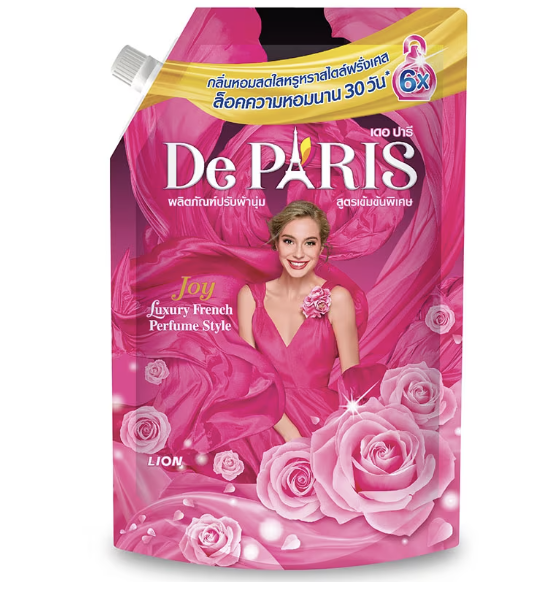 กลิ่นหอมสดใสหรูหราสไตล์ฝรั่งเศส
ล็อคความหอมนาน 30 วัน*
6x
เดอ ปารี
De PARIS
ผลิตภัณฑ์ปรับผ้านุ่ม สูตรเข้มข้นพิเศษ
Joy
Luxury French
Perfume Style
LION